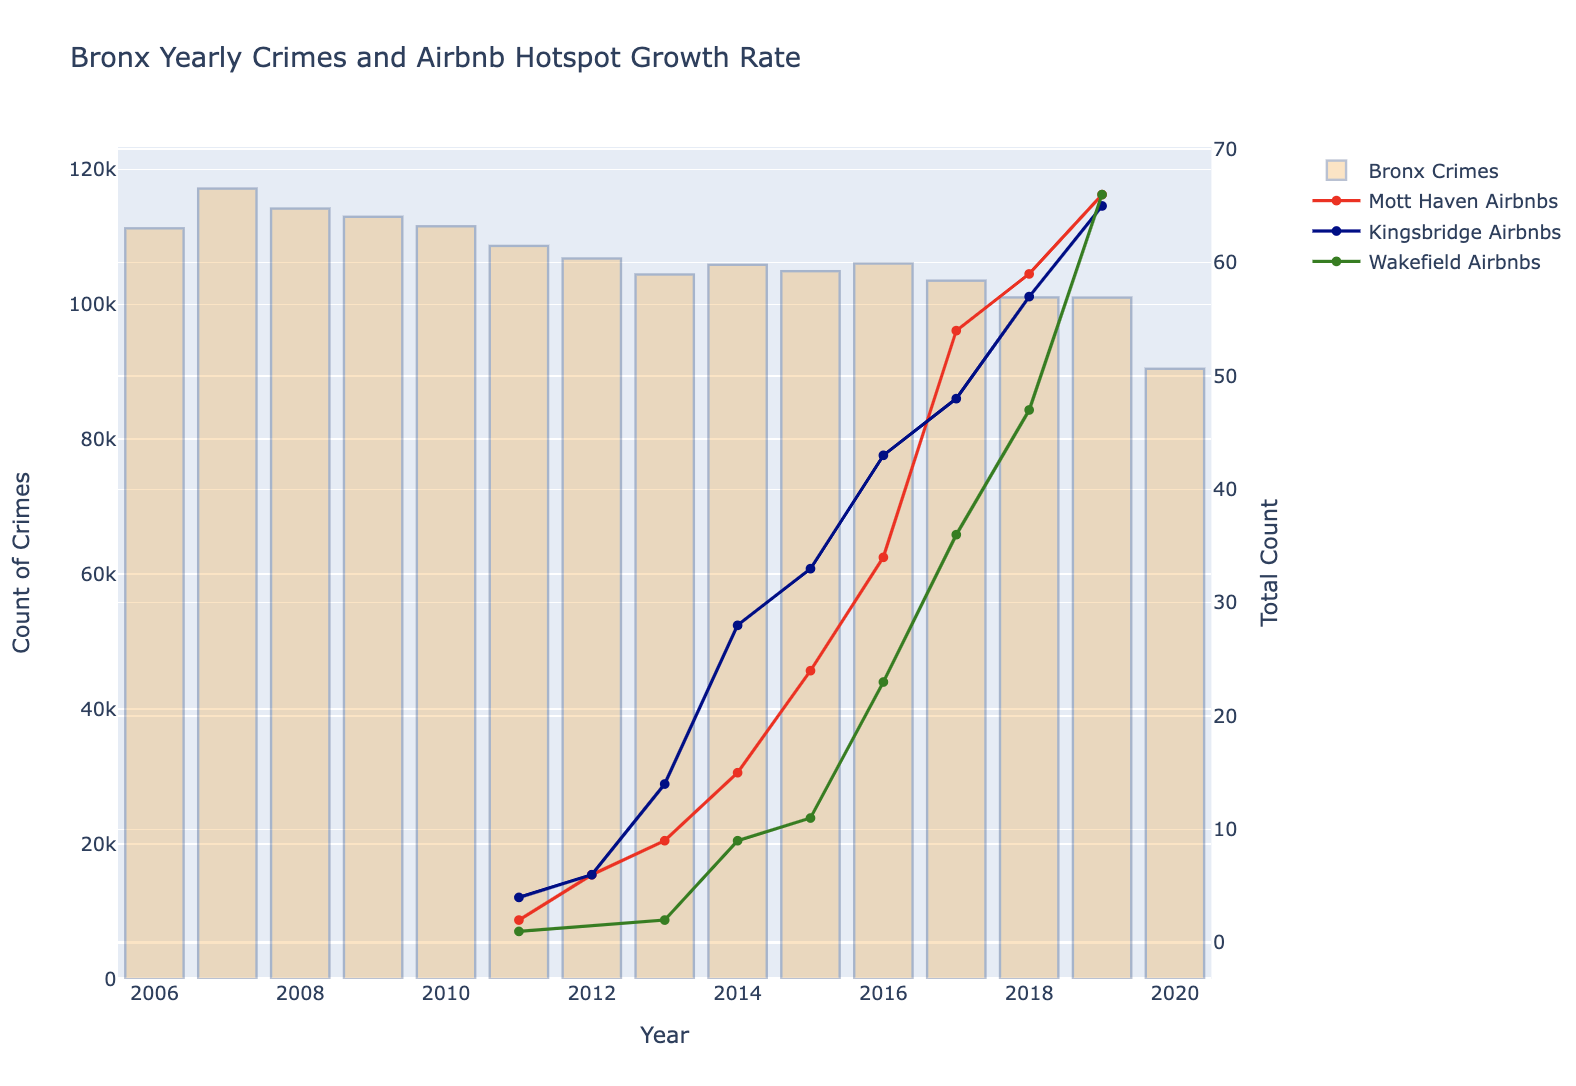 Bronx Yearly Crimes and Airbnb Hotspot Growth Rate
120k
100k
80k
60k
40k
20k
0
Count of Crimes
70
60
50
40
30
20
10
0
Total Count
2006
2008
2010
2012
2014
2016
2018
2020
Year
Bronx Crimes
Mott Haven Airbnbs
Kingsbridge Airbnbs
Wakefield Airbnbs